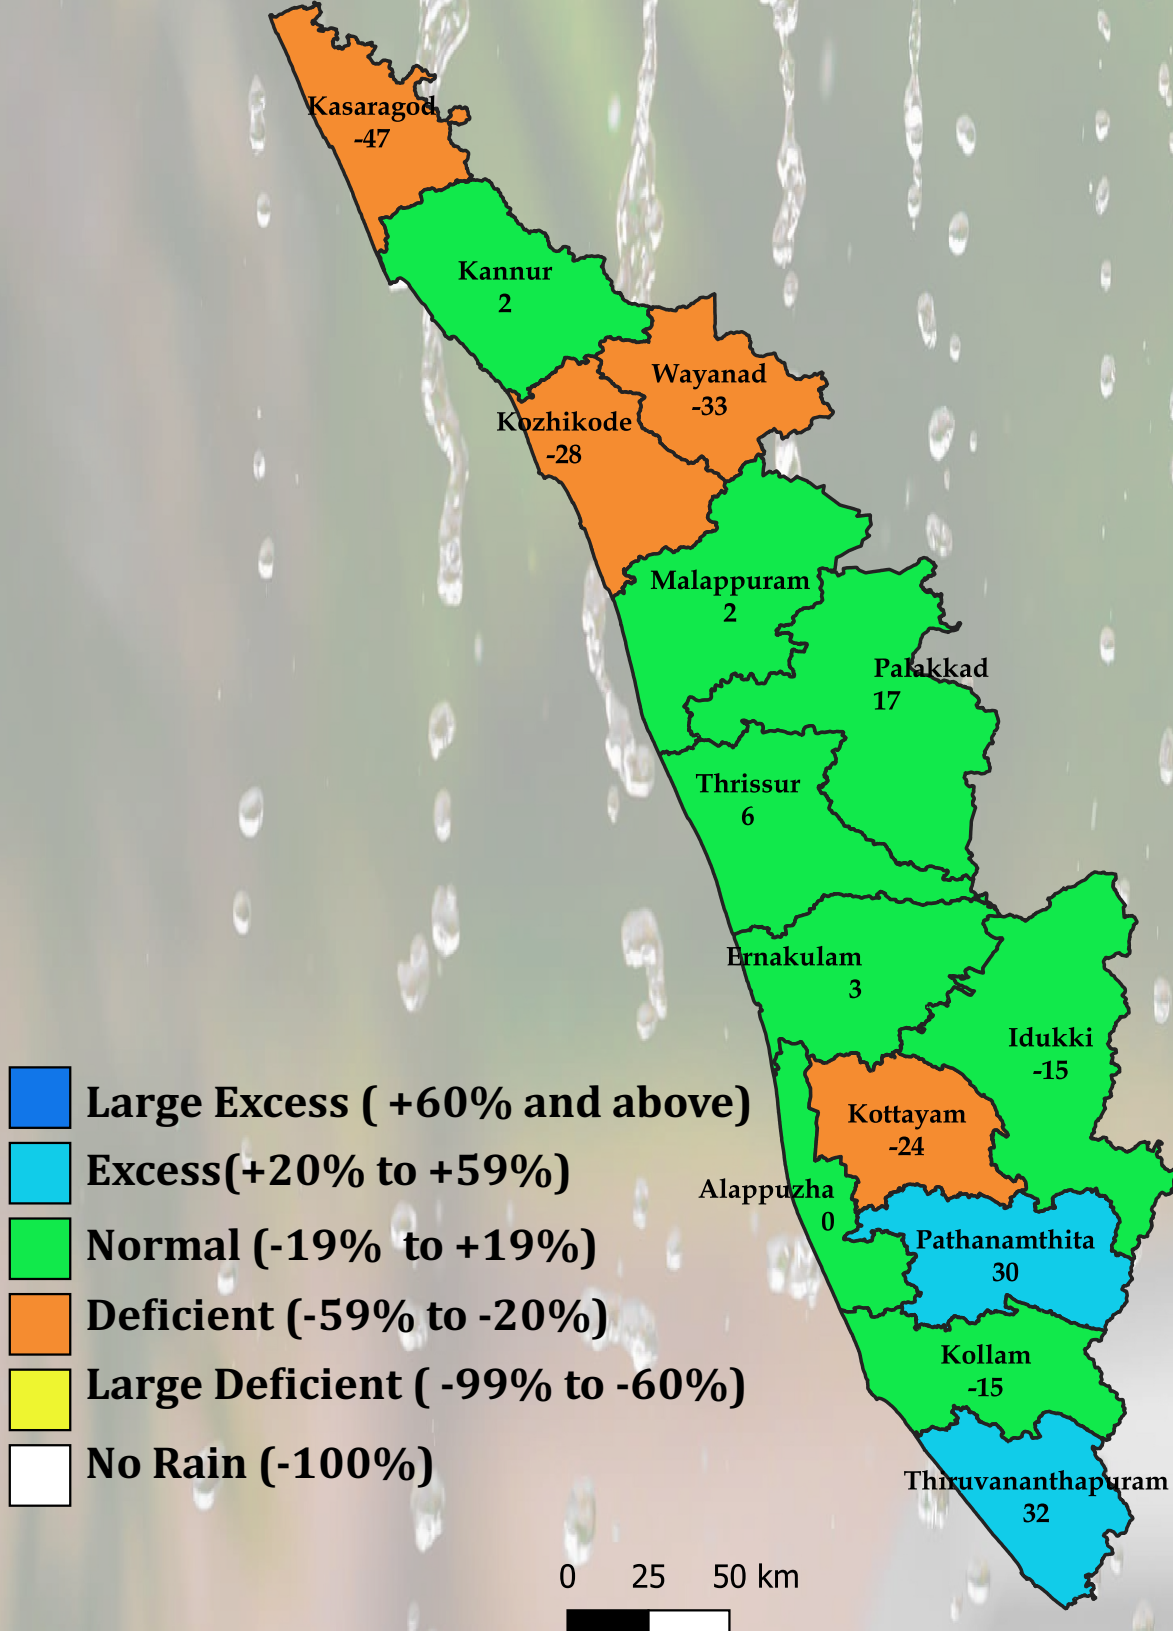 Kasaragod
-47
Kannur
2
Wayanad
-33
Kozhikode
-28
Malappuram
2
Palakkad
17
Thrissur
6
Ernakulam
3
Idukki
-15
Kottayam
-24
Alappuzha
0
Pathanamthita
30
Kollam
-15
Thiruvananthapuram
32
Large Excess ( +60% and above)
Excess(+20% to +59%)
Normal (-19%  to +19%)
Deficient (-59% to -20%)
Large Deficient ( -99% to -60%)
No Rain (-100%)
0 25 50 km